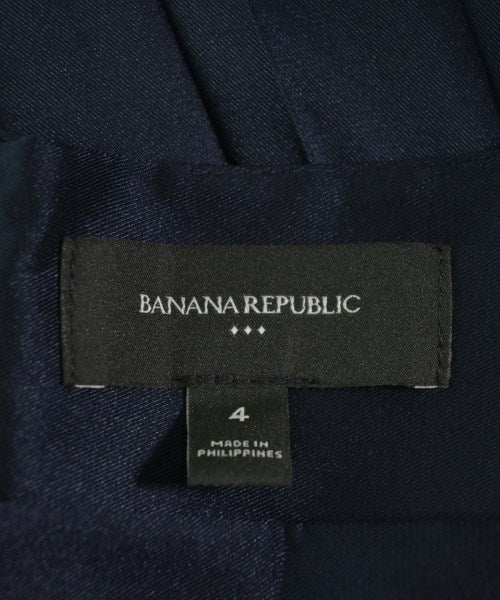 BANANA REPUBLIC
♦♦♦
4
MADE IN
PHILIPPINES